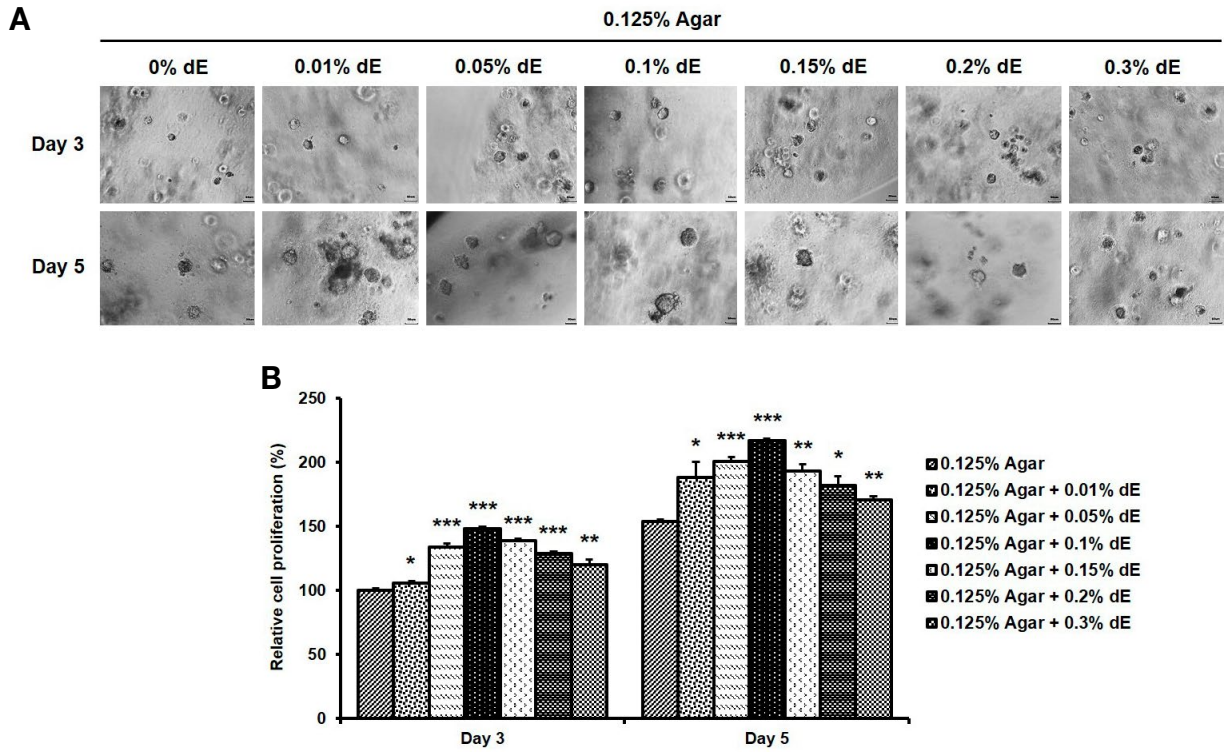 A
0.125% Agar
0% dE 0.01% dE 0.05% dE 0.1% dE 0.15% dE 0.2% dE 0.3% dE
Day 3
Day 5
B
Relative cell proliferation (%)
250
200
150
100
50
0
* *** *** *** *** **
* *** *** ** * **
Day 3 Day 5
0.125% Agar
0.125% Agar + 0.01% dE
0.125% Agar + 0.05% dE
0.125% Agar + 0.1% dE
0.125% Agar + 0.15% dE
0.125% Agar + 0.2% dE
0.125% Agar + 0.3% dE